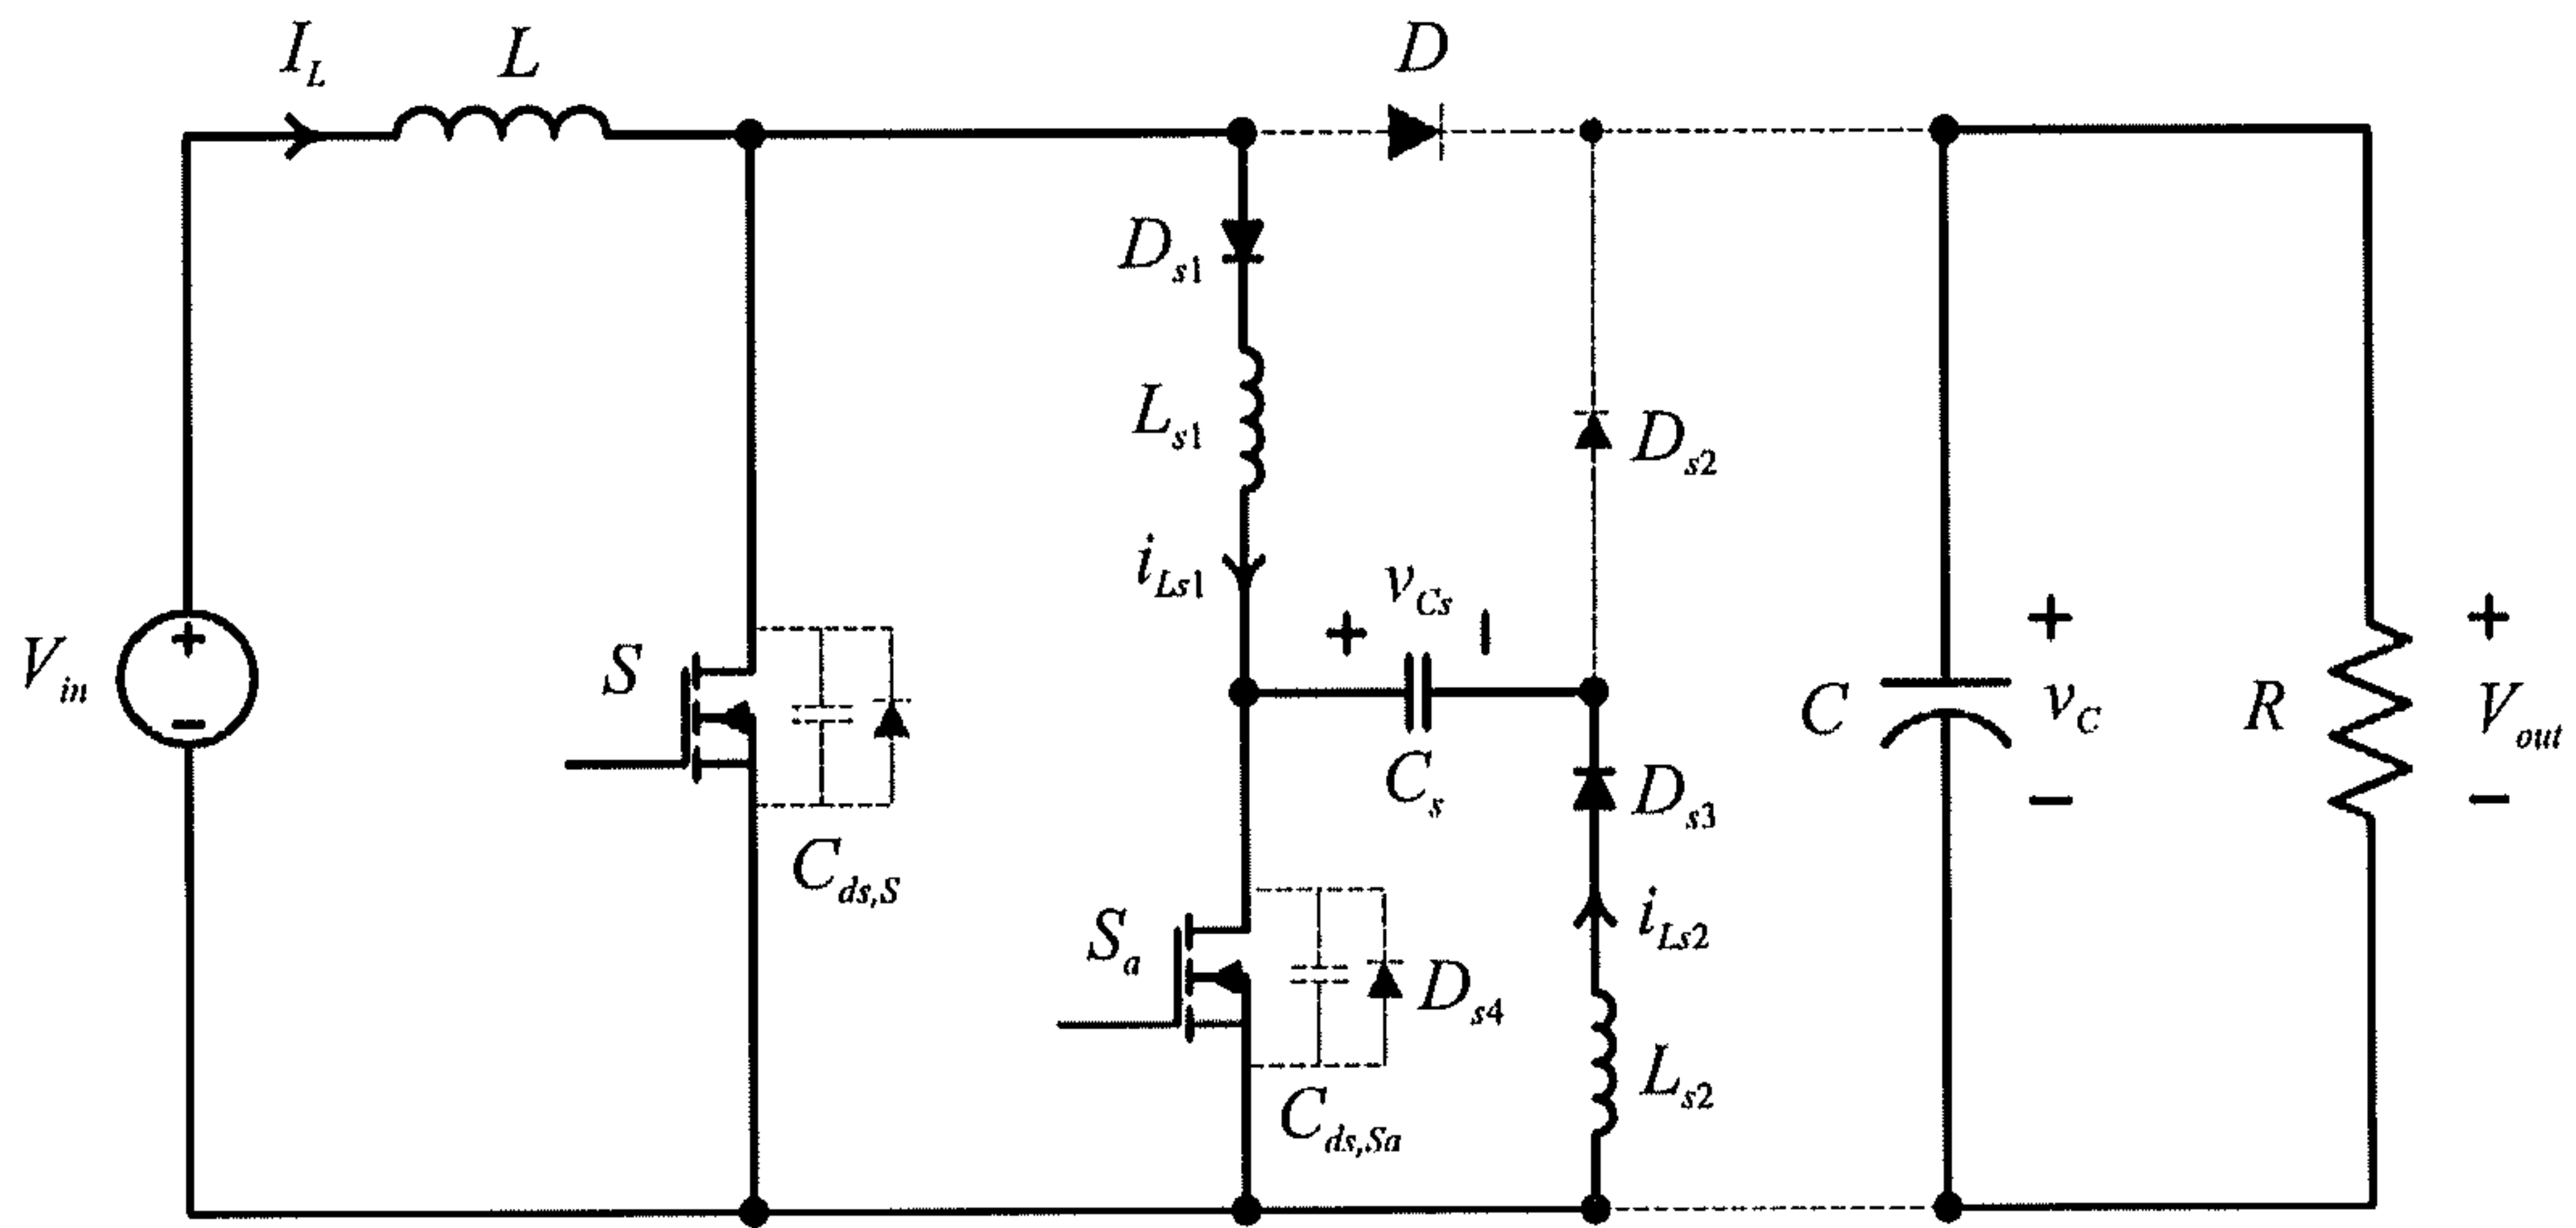 I_L
L
D
D_s1
L_s1
D_s2
i_Ls1
v_Cs
+
+
+
V_in
+
−
S
C
v_C
R
V_out
C_s
D_s3
−
−
C_ds,S
i_Ls2
S_a
D_s4
L_s2
C_ds,Sa